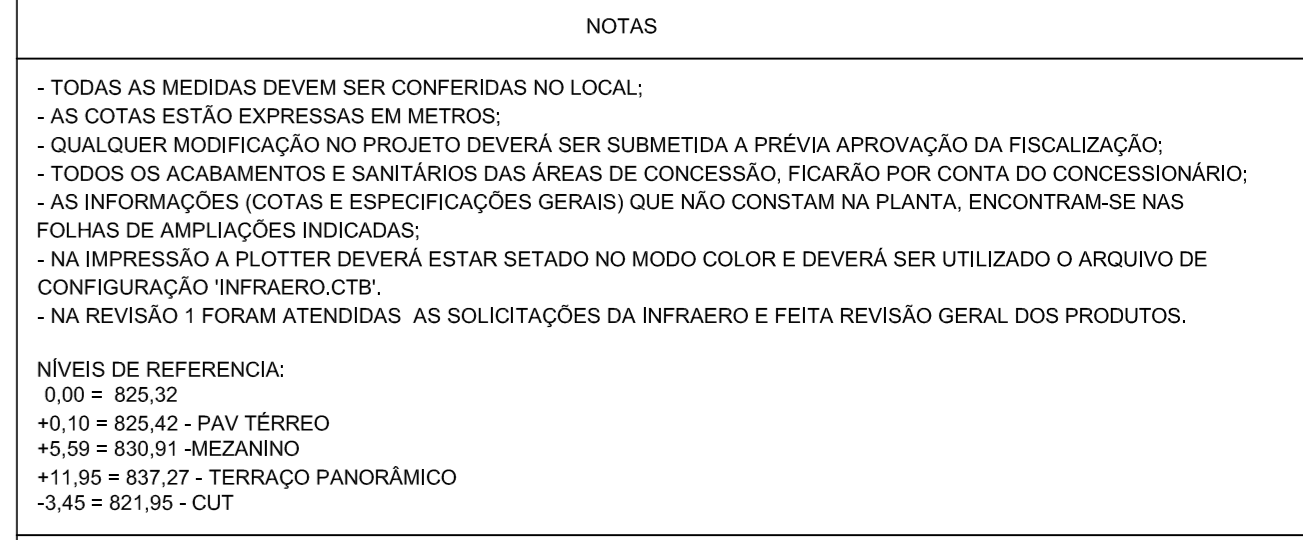 NOTAS
- TODAS AS MEDIDAS DEVEM SER CONFERIDAS NO LOCAL;
- AS COTAS ESTÃO EXPRESSAS EM METROS;
- QUALQUER MODIFICAÇÃO NO PROJETO DEVERÁ SER SUBMETIDA A PRÉVIA APROVAÇÃO DA FISCALIZAÇÃO;
- TODOS OS ACABAMENTOS E SANITÁRIOS DAS ÁREAS DE CONCESSÃO, FICARÃO POR CONTA DO CONCESSIONÁRIO;
- AS INFORMAÇÕES (COTAS E ESPECIFICAÇÕES GERAIS) QUE NÃO CONSTAM NA PLANTA, ENCONTRAM-SE NAS
FOLHAS DE AMPLIAÇÕES INDICADAS;
- NA IMPRESSÃO A PLOTTER DEVERÁ ESTAR SETADO NO MODO COLOR E DEVERÁ SER UTILIZADO O ARQUIVO DE
CONFIGURAÇÃO 'INFRAERO.CTB'.
- NA REVISÃO 1 FORAM ATENDIDAS  AS SOLICITAÇÕES DA INFRAERO E FEITA REVISÃO GERAL DOS PRODUTOS.
NÍVEIS DE REFERENCIA:
0,00 =  825,32
+0,10 = 825,42 - PAV TÉRREO
+5,59 = 830,91 -MEZANINO
+11,95 = 837,27 - TERRAÇO PANORÂMICO
-3,45 = 821,95 - CUT